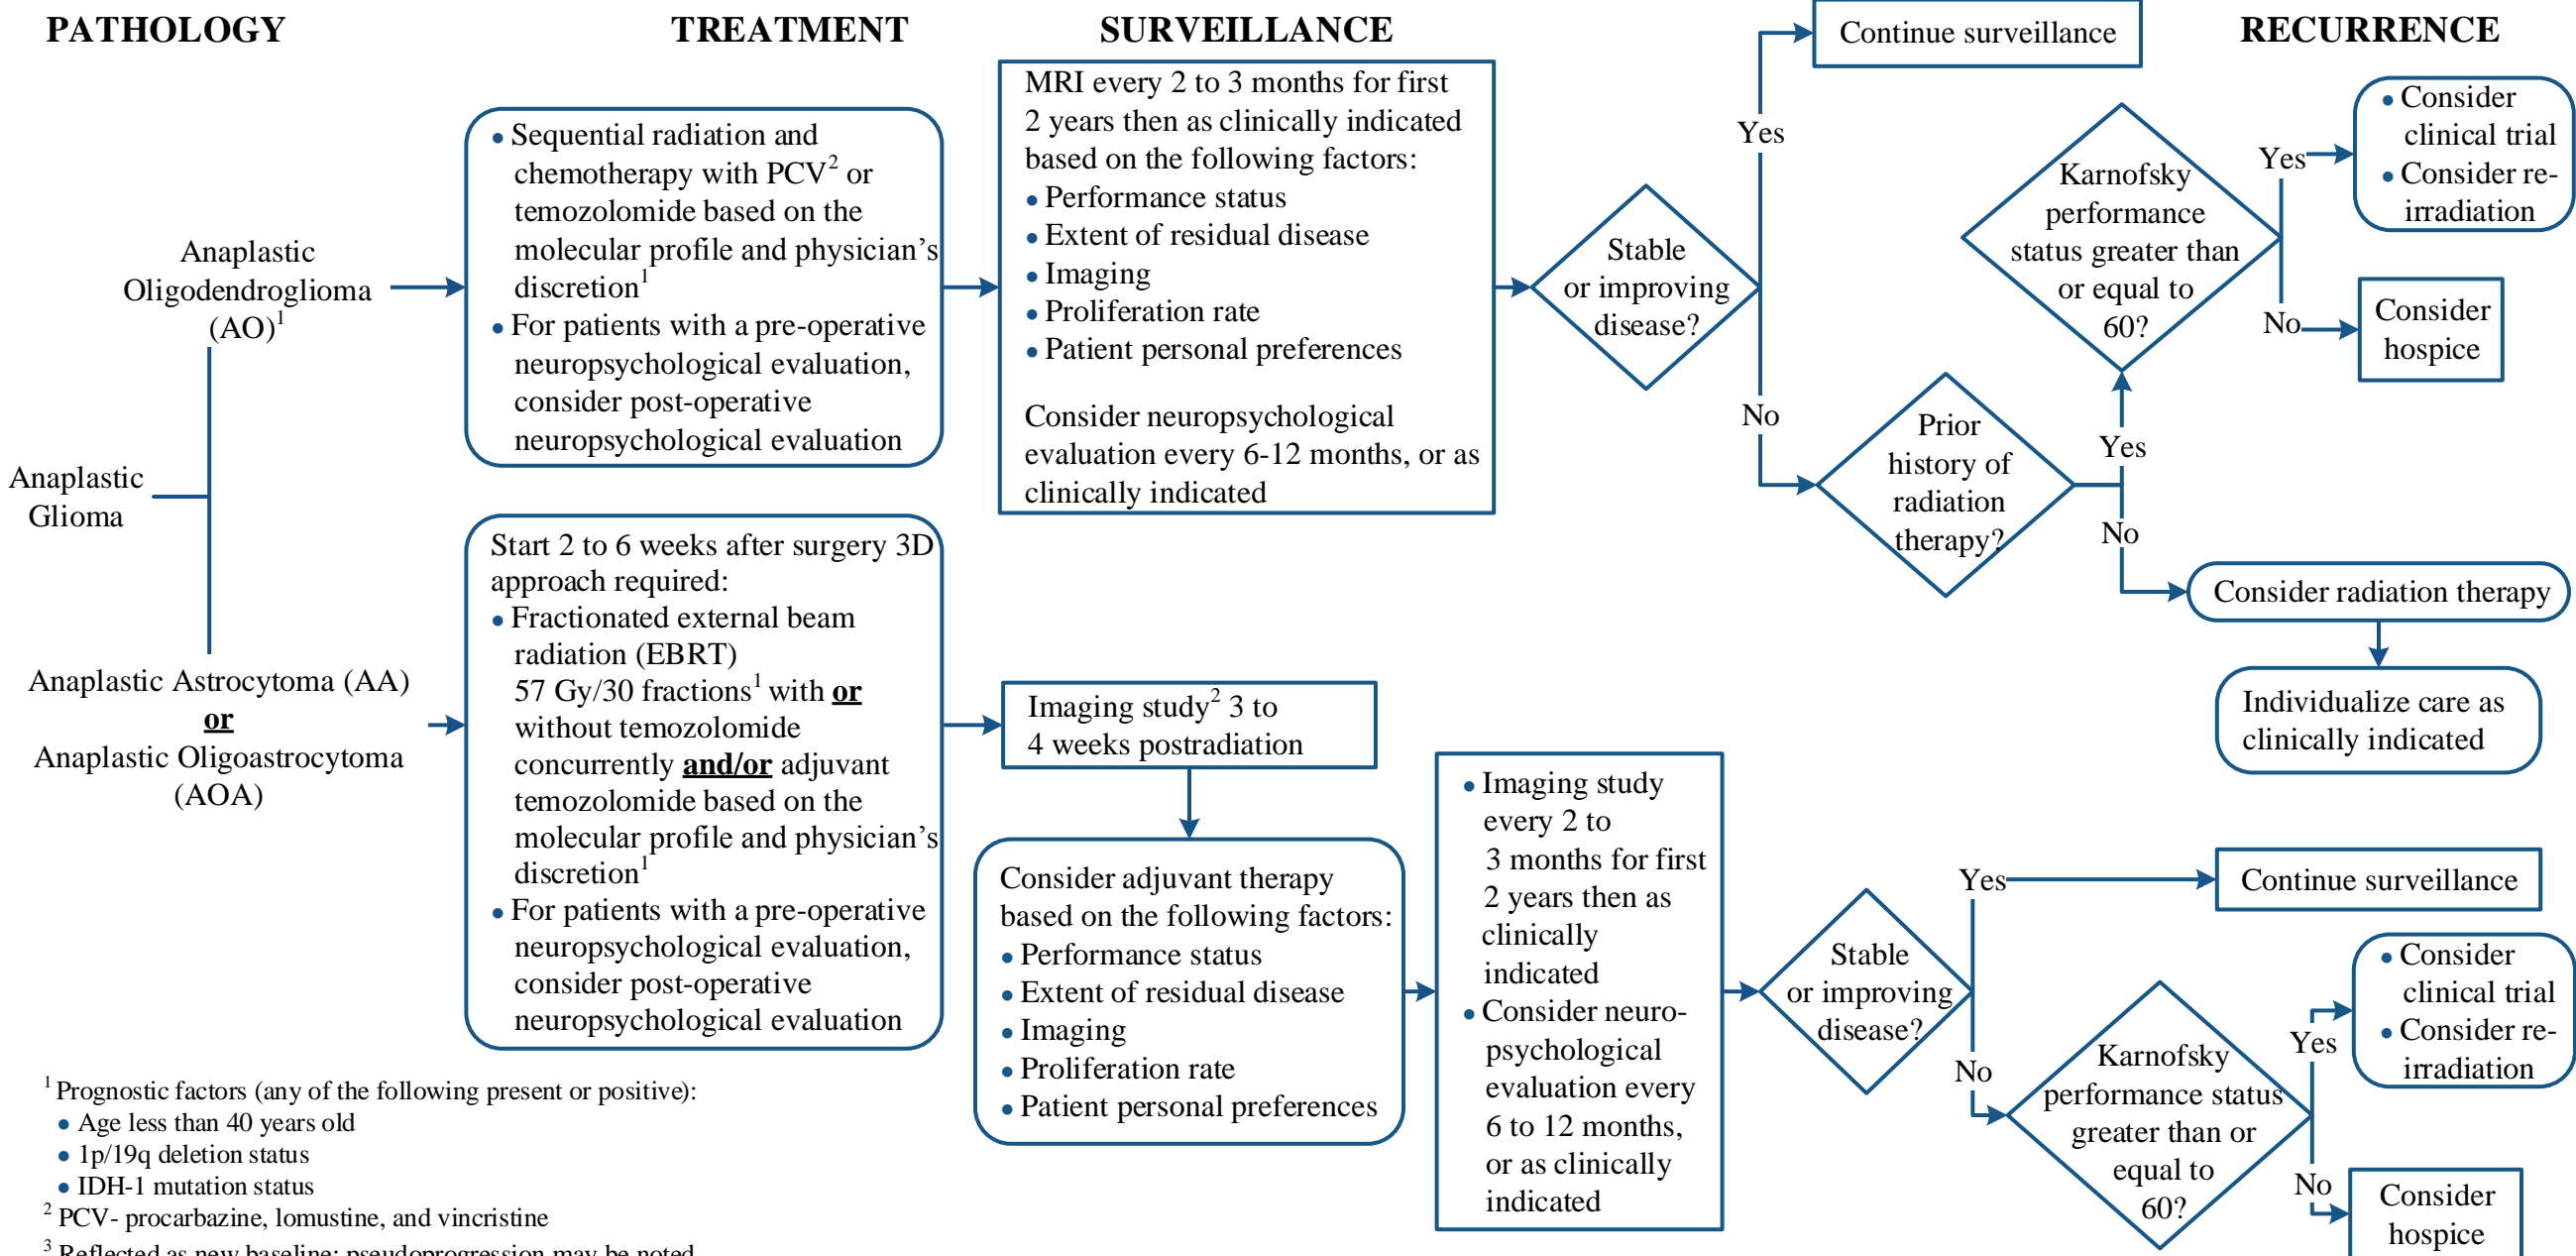 PATHOLOGY
TREATMENT
SURVEILLANCE
RECURRENCE
Anaplastic
Glioma
Anaplastic
Oligodendroglioma
(AO)1
• Sequential radiation and
chemotherapy with PCV2 or
temozolomide based on the
molecular profile and physician’s
discretion1
• For patients with a pre-operative
neuropsychological evaluation,
consider post-operative
neuropsychological evaluation
MRI every 2 to 3 months for first
2 years then as clinically indicated
based on the following factors:
• Performance status
• Extent of residual disease
• Imaging
• Proliferation rate
• Patient personal preferences
Consider neuropsychological
evaluation every 6-12 months, or as
clinically indicated
Stable
or improving
disease?
Yes
Continue surveillance
No
Prior
history of
radiation
therapy?
Yes
Karnofsky
performance
status greater than
or equal to
60?
Yes
• Consider
clinical trial
• Consider re-
irradiation
No
Consider
hospice
No
Consider radiation therapy
Individualize care as
clinically indicated
Anaplastic Astrocytoma (AA)
or
Anaplastic Oligoastrocytoma
(AOA)
Start 2 to 6 weeks after surgery 3D
approach required:
• Fractionated external beam
radiation (EBRT)
57 Gy/30 fractions1 with or
without temozolomide
concurrently and/or adjuvant
temozolomide based on the
molecular profile and physician’s
discretion1
• For patients with a pre-operative
neuropsychological evaluation,
consider post-operative
neuropsychological evaluation
Imaging study2 3 to
4 weeks postradiation
Consider adjuvant therapy
based on the following factors:
• Performance status
• Extent of residual disease
• Imaging
• Proliferation rate
• Patient personal preferences
• Imaging study
every 2 to
3 months for first
2 years then as
clinically
indicated
• Consider neuro-
psychological
evaluation every
6 to 12 months,
or as clinically
indicated
Stable
or improving
disease?
Yes
Continue surveillance
No
Karnofsky
performance status
greater than or
equal to
60?
Yes
• Consider
clinical trial
• Consider re-
irradiation
No
Consider
hospice
1 Prognostic factors (any of the following present or positive):
• Age less than 40 years old
• 1p/19q deletion status
• IDH-1 mutation status
2 PCV- procarbazine, lomustine, and vincristine
3 Reflected as new baseline; pseudoprogression may be noted